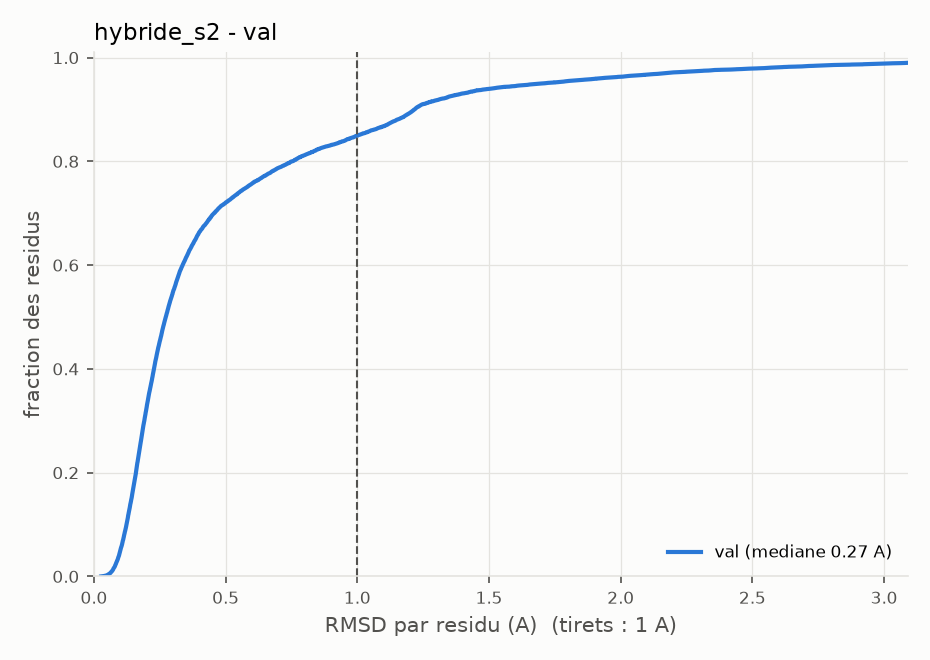 hybride_s2 - val
1.0
0.8
0.6
0.4
0.2
0.0
fraction des residus
val (mediane 0.27 A)
0.0 0.5 1.0 1.5 2.0 2.5 3.0
RMSD par residu (A)  (tirets : 1 A)